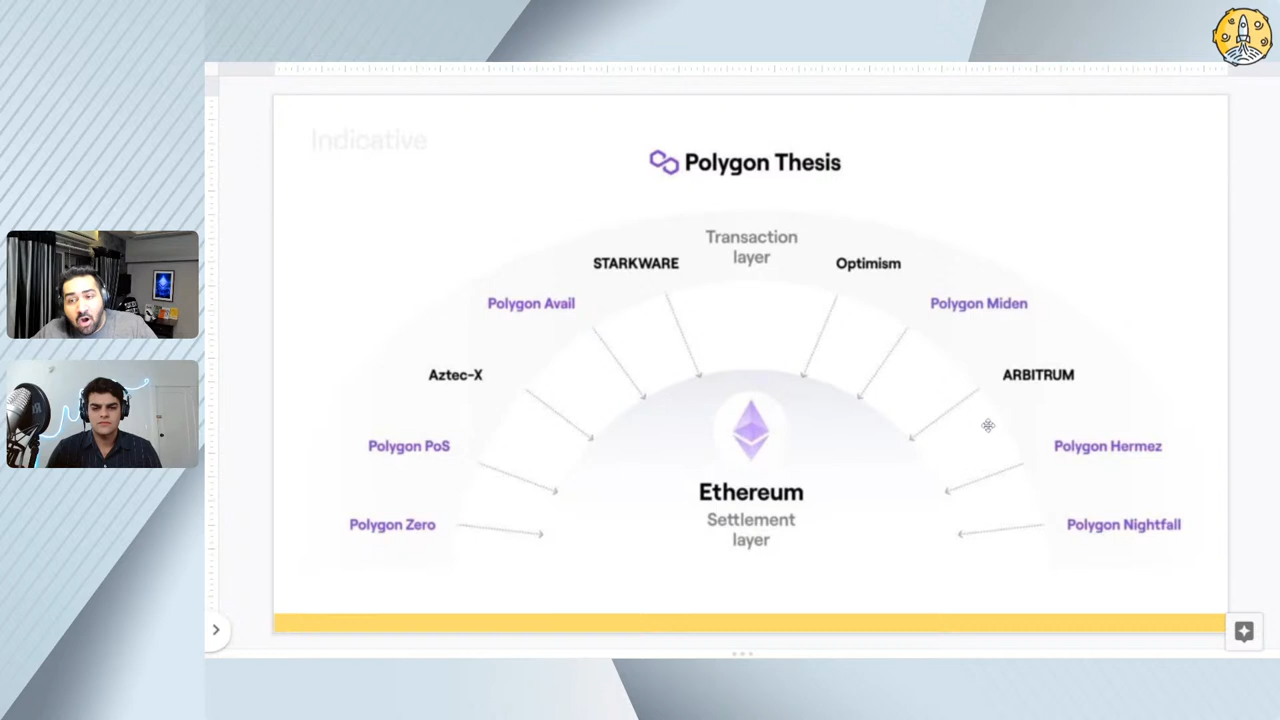 Indicative
Polygon Thesis
Transaction
layer
STARKWARE
Optimism
Polygon Avail
Polygon Miden
Aztec-X
ARBITRUM
Polygon PoS
Polygon Hermez
Ethereum
Settlement
layer
Polygon Zero
Polygon Nightfall